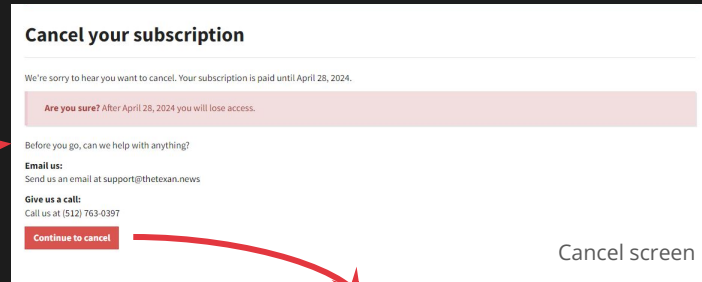 Cancel your subscription
We're sorry to hear you want to cancel. Your subscription is paid until April 28, 2024.
Are you sure? After April 28, 2024 you will lose access.
Before you go, can we help with anything?
Email us:
Send us an email at support@thetexan.news
Give us a call:
Call us at (512) 763-0397
Continue to cancel
Cancel screen